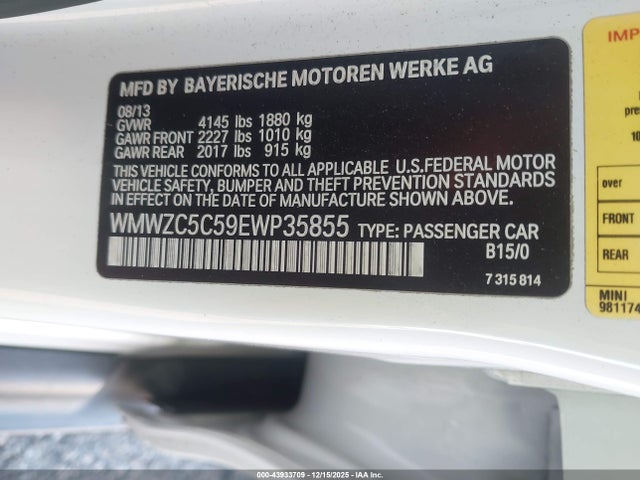 MFD BY BAYERISCHE MOTOREN WERKE AG
08/13
GVWR 4145 lbs 1880 kg
GAWR FRONT 2227 lbs 1010 kg
GAWR REAR 2017 lbs 915 kg
THIS VEHICLE CONFORMS TO ALL APPLICABLE U.S. FEDERAL MOTOR
VEHICLE SAFETY, BUMPER AND THEFT PREVENTION STANDARDS
IN EFFECT ON THE DATE OF MANUFACTURE SHOWN ABOVE.
WMWZC5C59EWP35855 TYPE: PASSENGER CAR
B15/0
7 315 814
over
FRONT
REAR
MINI
000-43933709 - 12/15/2025 - IAA Inc.